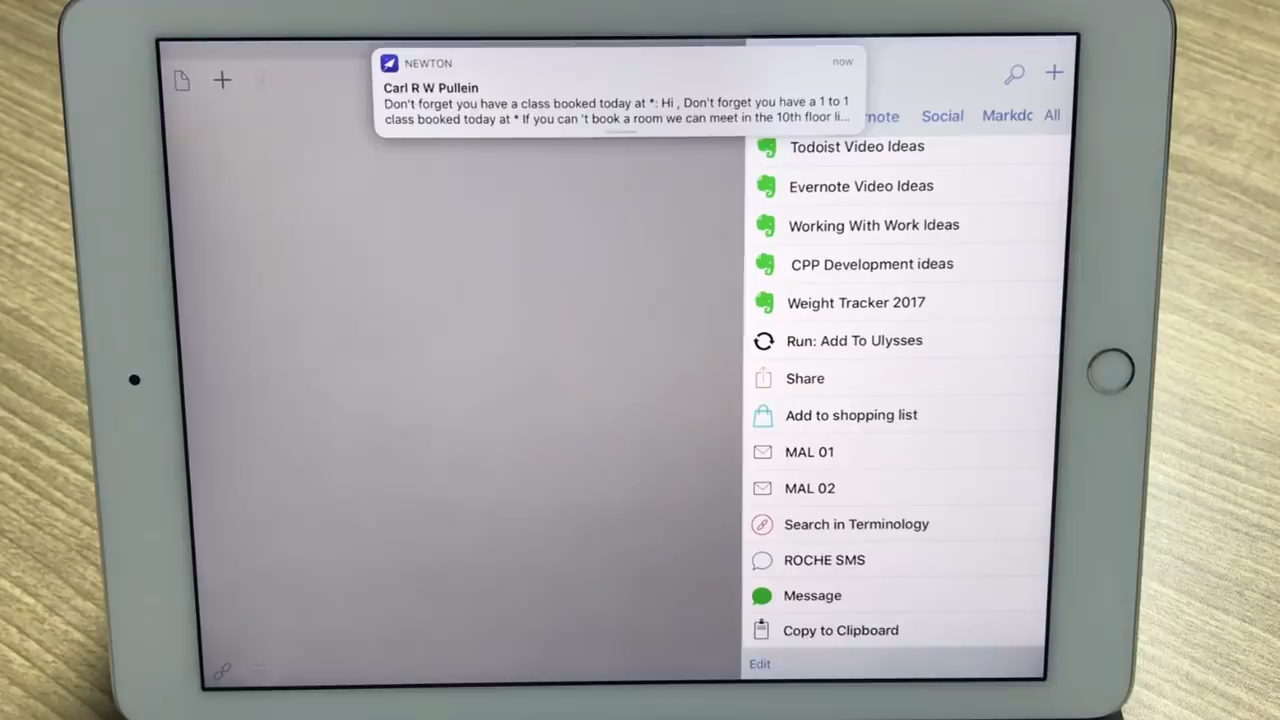 NEWTON
now
Carl R W Pullein
Don't forget you have a class booked today at *: Hi , Don't forget you have a 1 to 1
class booked today at * If you can 't book a room we can meet in the 10th floor li...
note Social Markdc All
Todoist Video Ideas
Evernote Video Ideas
Working With Work Ideas
CPP Development ideas
Weight Tracker 2017
Run: Add To Ulysses
Share
Add to shopping list
MAL 01
MAL 02
Search in Terminology
ROCHE SMS
Message
Copy to Clipboard
Edit